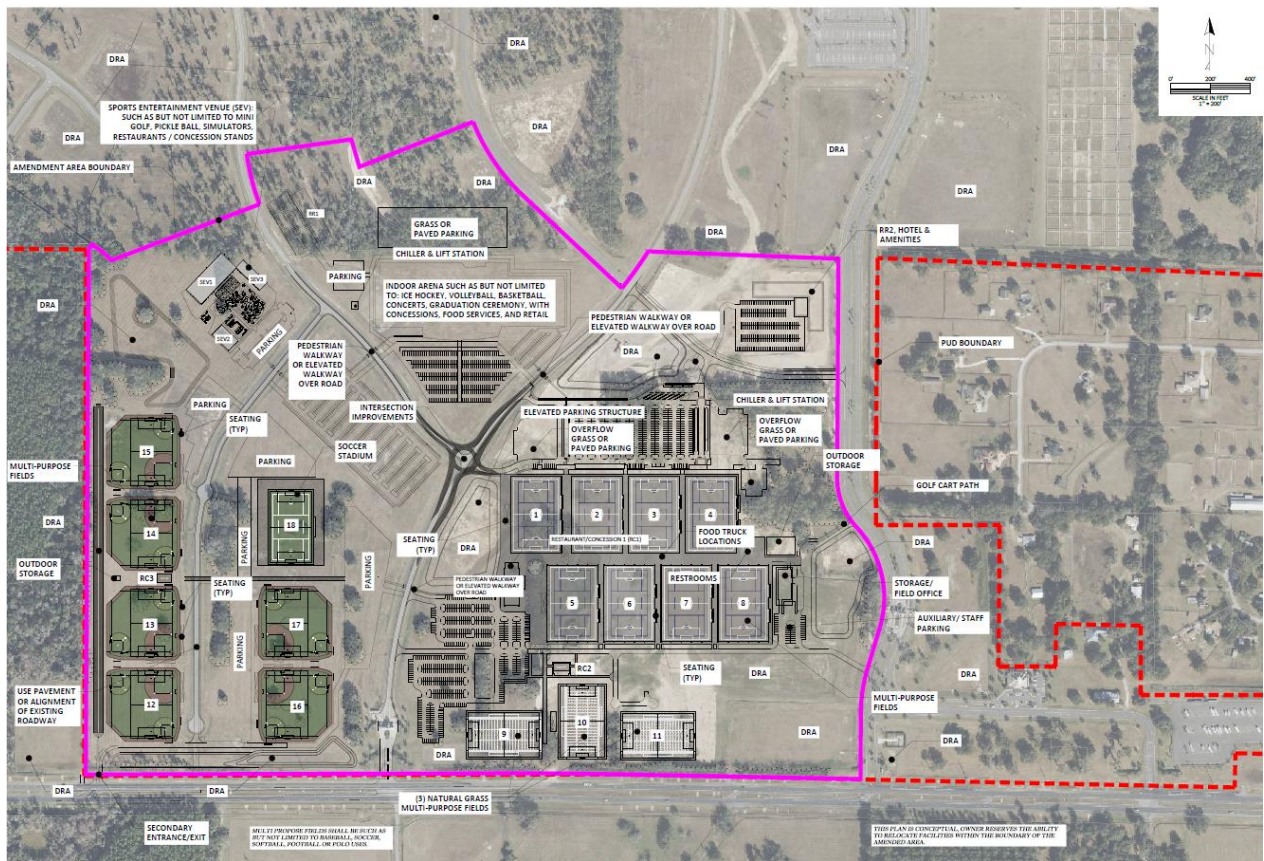 DRA
DRA
DRA
N
0' 200' 400'
SCALE IN FEET
1" = 200'
SPORTS ENTERTAINMENT VENUE (SEV):
SUCH AS BUT NOT LIMITED TO MINI
GOLF, PICKLE BALL, SIMULATORS,
RESTAURANTS / CONCESSION STANDS
DRA
DRA
DRA
AMENDMENT AREA BOUNDARY
DRA
DRA
DRA
RR1
GRASS OR
PAVED PARKING
DRA
RR2, HOTEL &
AMENITIES
CHILLER & LIFT STATION
PARKING
SEV1
SEV3
SEV2
DRA
INDOOR ARENA SUCH AS BUT NOT LIMITED
TO: ICE HOCKEY, VOLLEYBALL, BASKETBALL,
CONCERTS, GRADUATION CEREMONY, WITH
CONCESSIONS, FOOD SERVICES, AND RETAIL
PEDESTRIAN WALKWAY OR
ELEVATED WALKWAY OVER ROAD
PARKING
PEDESTRIAN
WALKWAY
OR ELEVATED
WALKWAY
OVER ROAD
DRA
PUD BOUNDARY
CHILLER & LIFT STATION
PARKING
SEATING
(TYP)
INTERSECTION
IMPROVEMENTS
ELEVATED PARKING STRUCTURE
OVERFLOW
GRASS OR
PAVED PARKING
OVERFLOW
GRASS OR
PAVED PARKING
SOCCER
STADIUM
15
PARKING
OUTDOOR
STORAGE
MULTI-PURPOSE
FIELDS
GOLF CART PATH
18
1
2
3
4
DRA
14
PARKING
PARKING
SEATING
(TYP)
DRA
RESTAURANT/CONCESSION 1 (RC1)
FOOD TRUCK
LOCATIONS
DRA
OUTDOOR
STORAGE
RC3
SEATING
(TYP)
PEDESTRIAN WALKWAY
OR ELEVATED WALKWAY
OVER ROAD
RESTROOMS
STORAGE/
FIELD OFFICE
5
6
7
8
DRA
13
17
PARKING
AUXILIARY/ STAFF
PARKING
RC2
SEATING
(TYP)
DRA
DRA
USE PAVEMENT
OR ALIGNMENT
OF EXISTING
ROADWAY
12
16
MULTI-PURPOSE
FIELDS
9
10
11
DRA
DRA
DRA
DRA
DRA
(3) NATURAL GRASS
MULTI-PURPOSE FIELDS
SECONDARY
ENTRANCE/EXIT
MULTI PROPOSE FIELDS SHALL BE SUCH AS
BUT NOT LIMITED TO BASEBALL, SOCCER,
SOFTBALL, FOOTBALL OR POLO USES.
THIS PLAN IS CONCEPTUAL, OWNER RESERVES THE ABILITY
TO RELOCATE FACILITIES WITHIN THE BOUNDARY OF THE
AMENDED AREA.